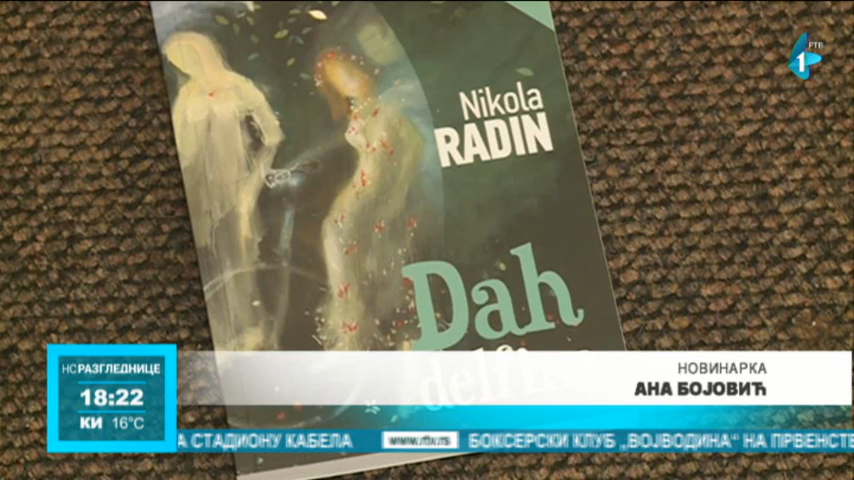 Nikola
RADIN
Dah
РТВ
1
НОВИНАРКА
АНА БОЈОВИЋ
НС РАЗГЛЕДНИЦЕ
18:22
КИ 16°C
А СТАДИОНУ КАБЕЛА www.rtv.rs БОКСЕРСКИ КЛУБ „ВОЈВОДИНА“ НА ПРВЕНСТВЕ